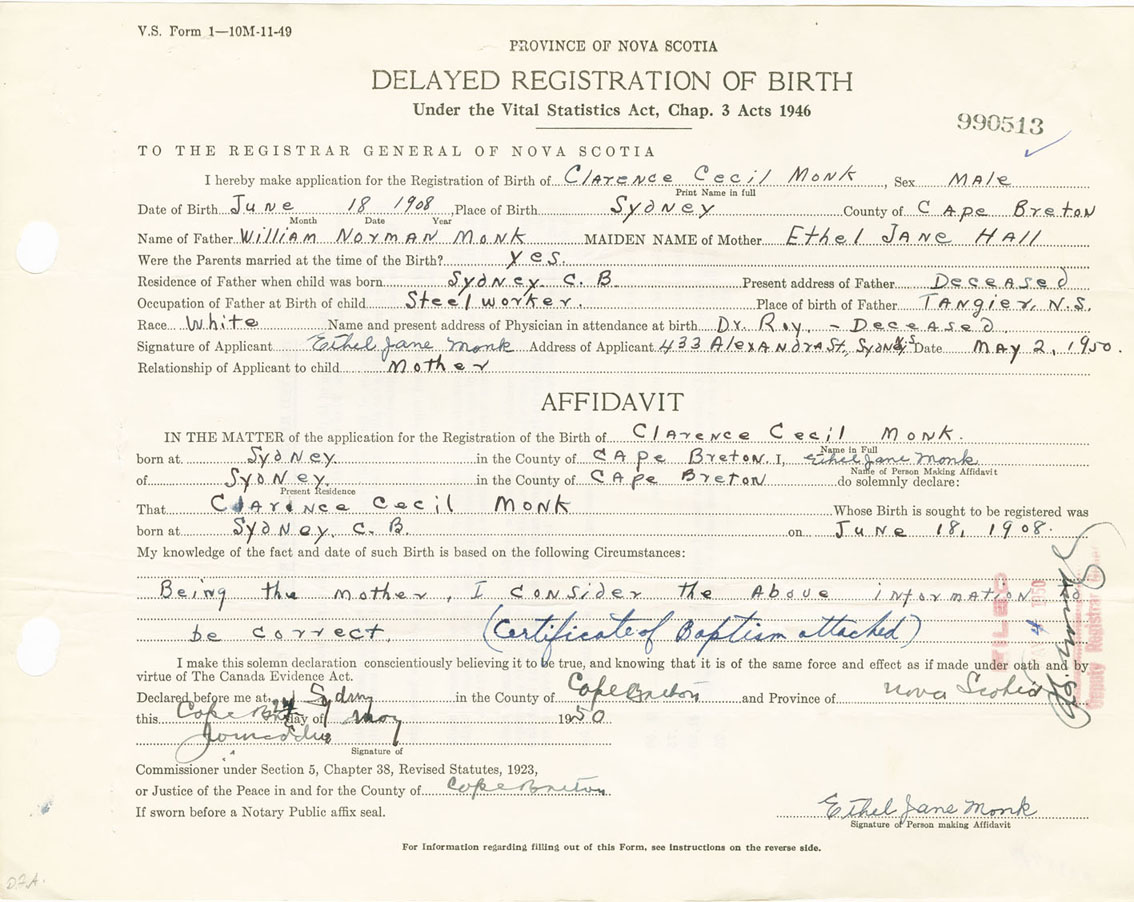 V.S. Form 1—10M-11-49
PROVINCE OF NOVA SCOTIA
DELAYED REGISTRATION OF BIRTH
Under the Vital Statistics Act, Chap. 3 Acts 1946
990513
TO THE REGISTRAR GENERAL OF NOVA SCOTIA
I hereby make application for the Registration of Birth of Clarence Cecil Monk, Sex Male
Print Name in full
Date of Birth June 18 1908, Place of Birth Sydney County of Cape Breton
Month Date Year
Name of Father William Norman Monk MAIDEN NAME of Mother Ethel Jane Hall
Were the Parents married at the time of the Birth? yes.
Residence of Father when child was born Sydney C.B. Present address of Father Deceased
Occupation of Father at Birth of child Steelworker. Place of birth of Father Tangier, N.S.
Race White Name and present address of Physician in attendance at birth Dr. Roy, - Deceased
Signature of Applicant Ethel Jane Monk Address of Applicant 433 Alexandra St., Sydney, N.S. Date May 2, 1950.
Relationship of Applicant to child Mother
AFFIDAVIT
IN THE MATTER of the application for the Registration of the Birth of Clarence Cecil Monk.
born at Sydney in the County of Cape Breton. I, Ethel Jane Monk
Name in Full
of Sydney in the County of Cape Breton do solemnly declare:
Present Residence Name of Person Making Affidavit
That Clarence Cecil Monk Whose Birth is sought to be registered was
born at Sydney, C.B. on June 18, 1908.
My knowledge of the fact and date of such Birth is based on the following Circumstances:
Being the mother, I consider the above information to
be correct. (Certificate of Baptism attached)
I make this solemn declaration conscientiously believing it to be true, and knowing that it is of the same force and effect as if made under oath and by
virtue of The Canada Evidence Act.
Declared before me at Sydney in the County of Cape Breton and Province of Nova Scotia
this Cape Breton day of May 1950
Signature of
Commissioner under Section 5, Chapter 38, Revised Statutes, 1923,
or Justice of the Peace in and for the County of Cape Breton
If sworn before a Notary Public affix seal.
Ethel Jane Monk
Signature of Person making Affidavit
For Information regarding filling out of this Form, see instructions on the reverse side.
FILED
1950
Deputy Registrar
D.F.A.